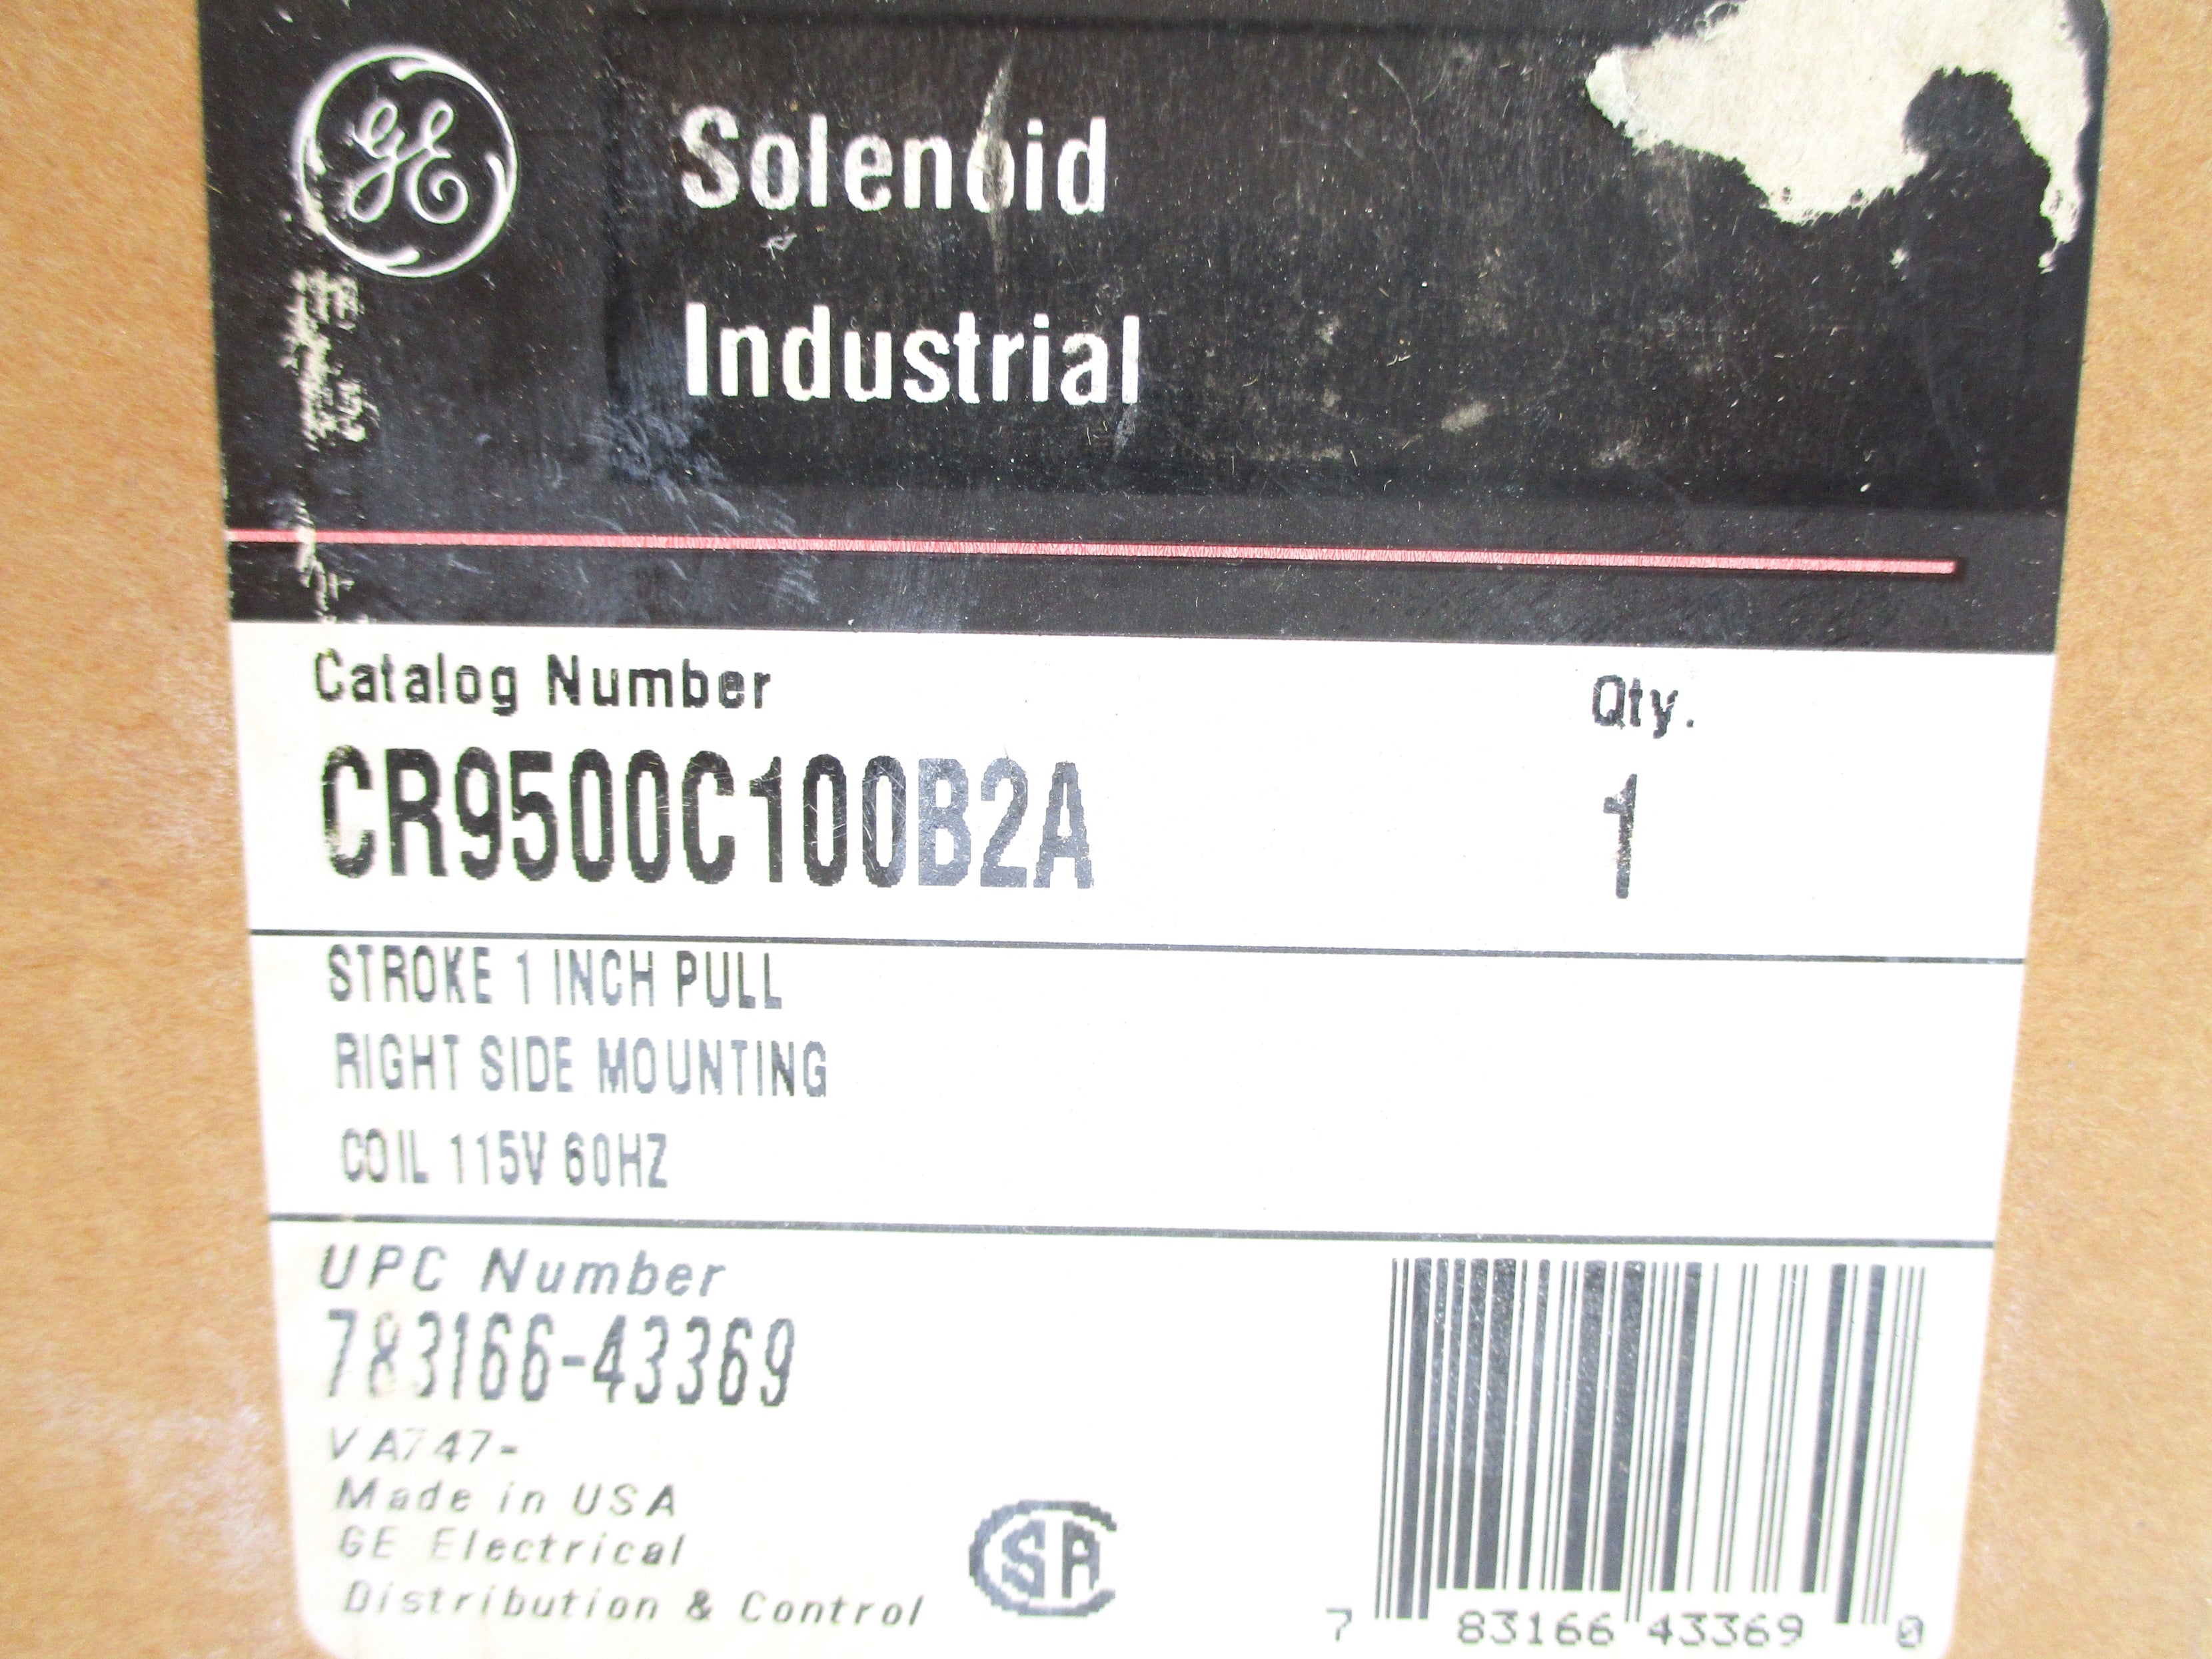 GE
Solenoid
Industrial
Catalog Number Qty.
CR9500C100B2A 1
STROKE 1 INCH PULL
RIGHT SIDE MOUNTING
COIL 115V 60HZ
UPC Number
783166-43369
VA747-
Made in USA
GE Electrical
Distribution & Control
CSA
7 83166 43369 0